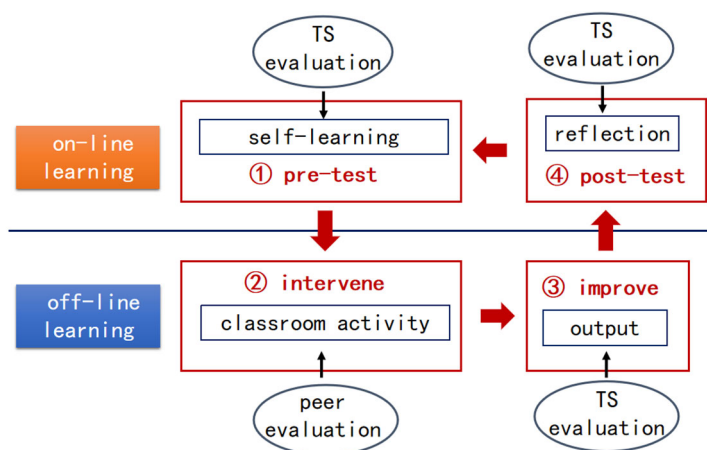 TS
evaluation
TS
evaluation
on-line
learning
self-learning
① pre-test
reflection
④ post-test
off-line
learning
② intervene
classroom activity
③ improve
output
peer
evaluation
TS
evaluation